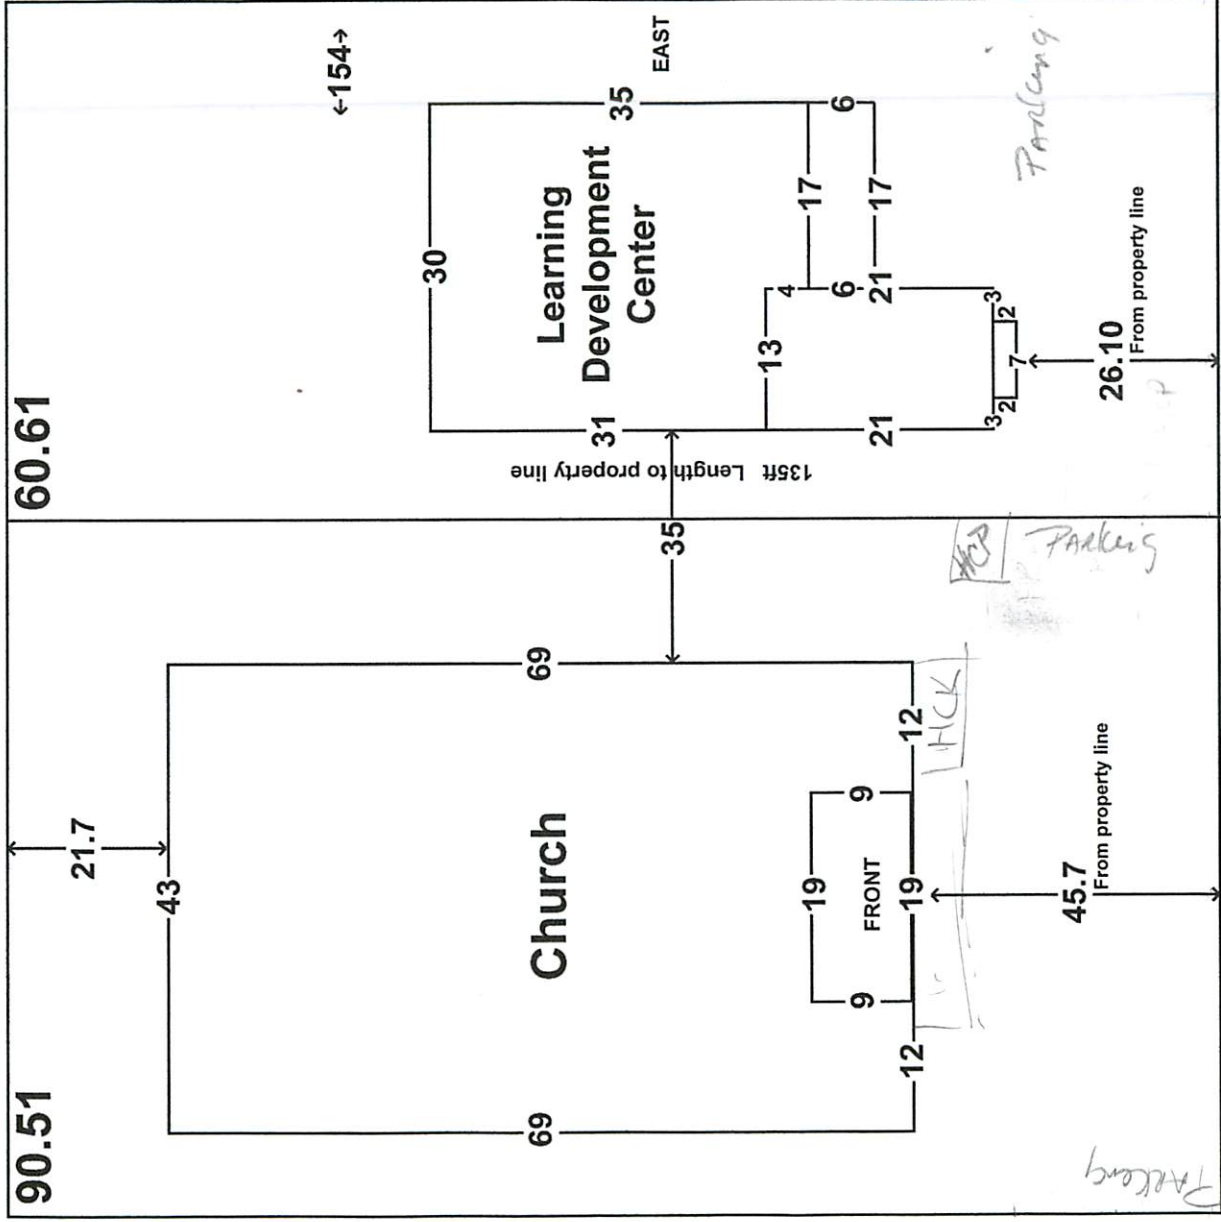 90.51
60.61
21.7
←154→
43
30
EAST
69
Church
69
35
31
Learning
Development
Center
35
135ft Length to property line
13
4
17
6
6
17
21
21
19
9
FRONT
9
19
12
12
3
2
7
2
3
HCK
HCP
Parking
Parking
Parking
45.7
From property line
26.10
From property line